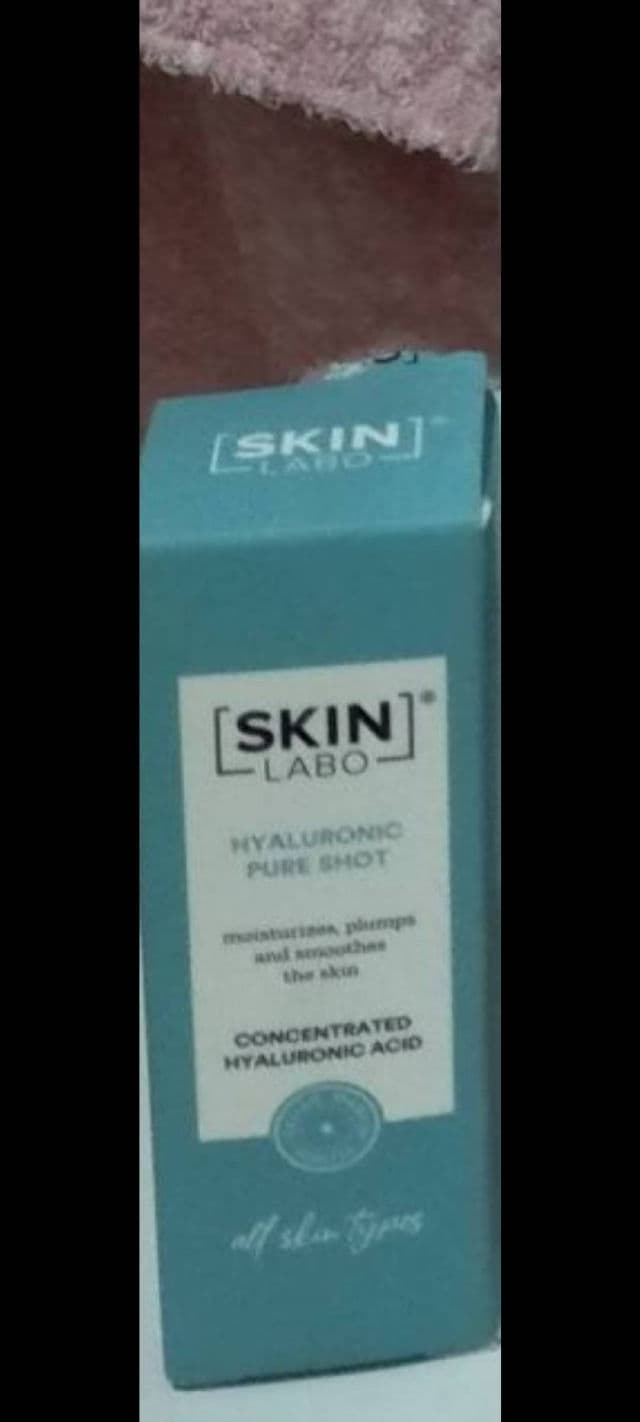 [SKIN]
LABO
[SKIN]®
LABO
HYALURONIC
PURE SHOT
moisturizes, plumps
and smoothes
the skin
CONCENTRATED
HYALURONIC ACID
all skin types